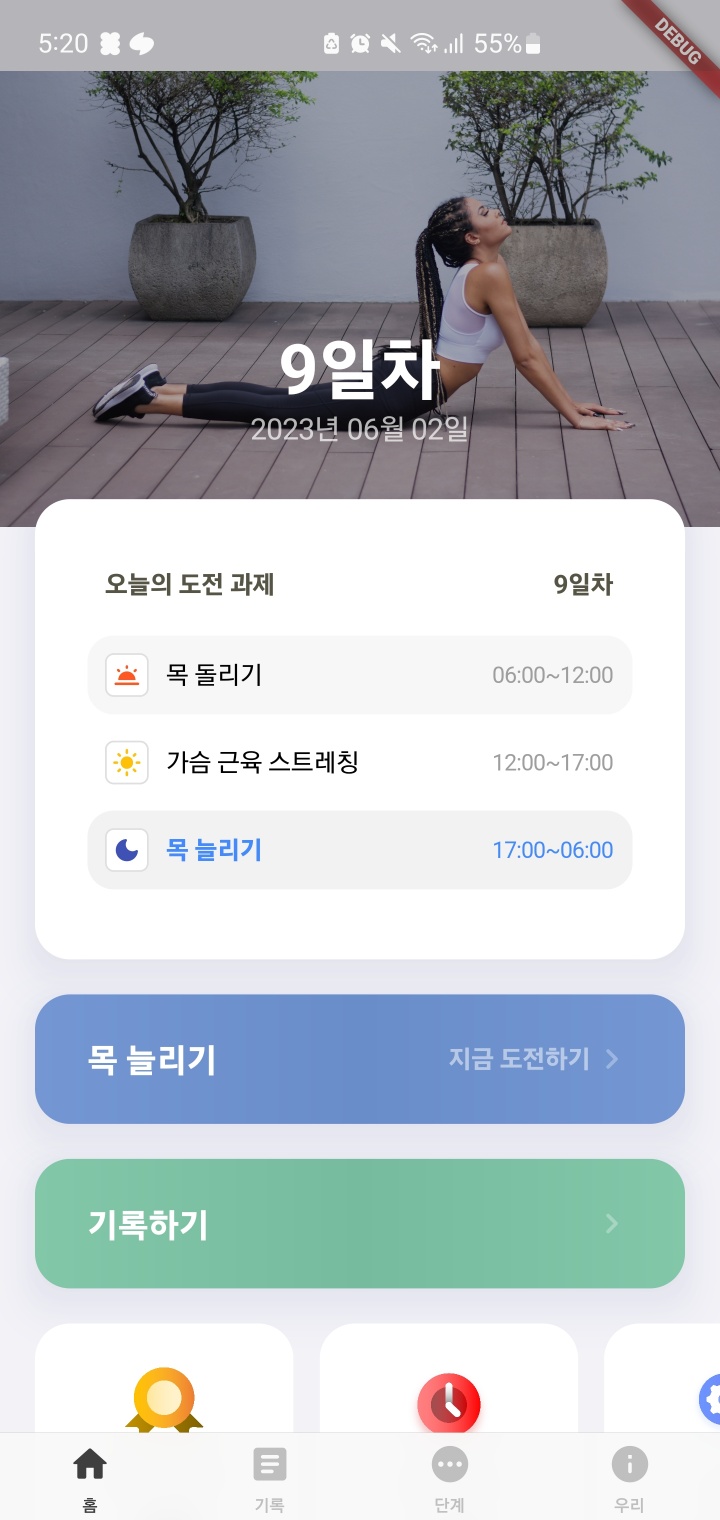 5:20
55%
DEBUG
9일차
2023년 06월 02일
오늘의 도전 과제 9일차
목 돌리기 06:00~12:00
가슴 근육 스트레칭 12:00~17:00
목 늘리기 17:00~06:00
목 늘리기 지금 도전하기
기록하기
홈 기록 단계 우리